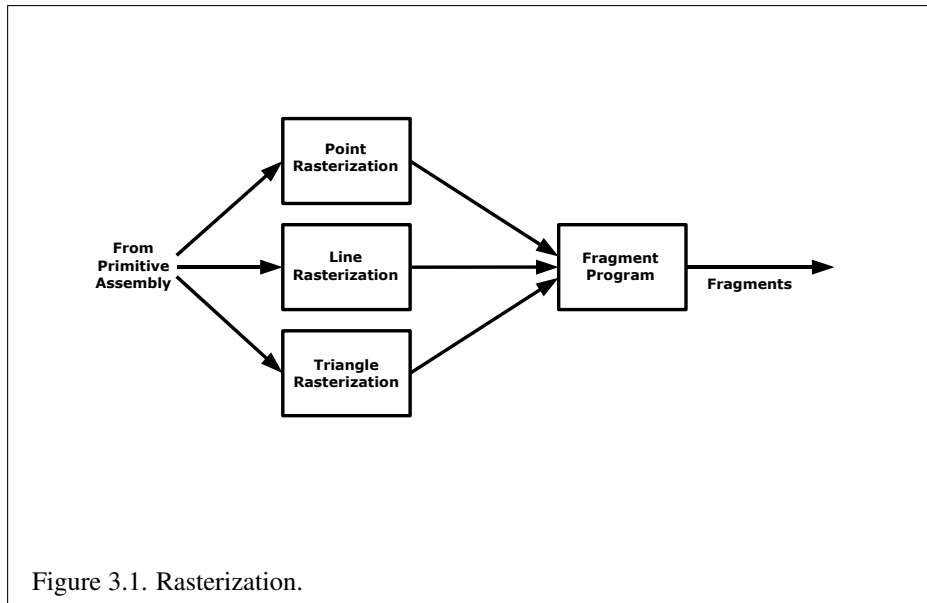 Point
Rasterization
From
Primitive
Assembly
Line
Rasterization
Fragment
Program
Fragments
Triangle
Rasterization
Figure 3.1. Rasterization.